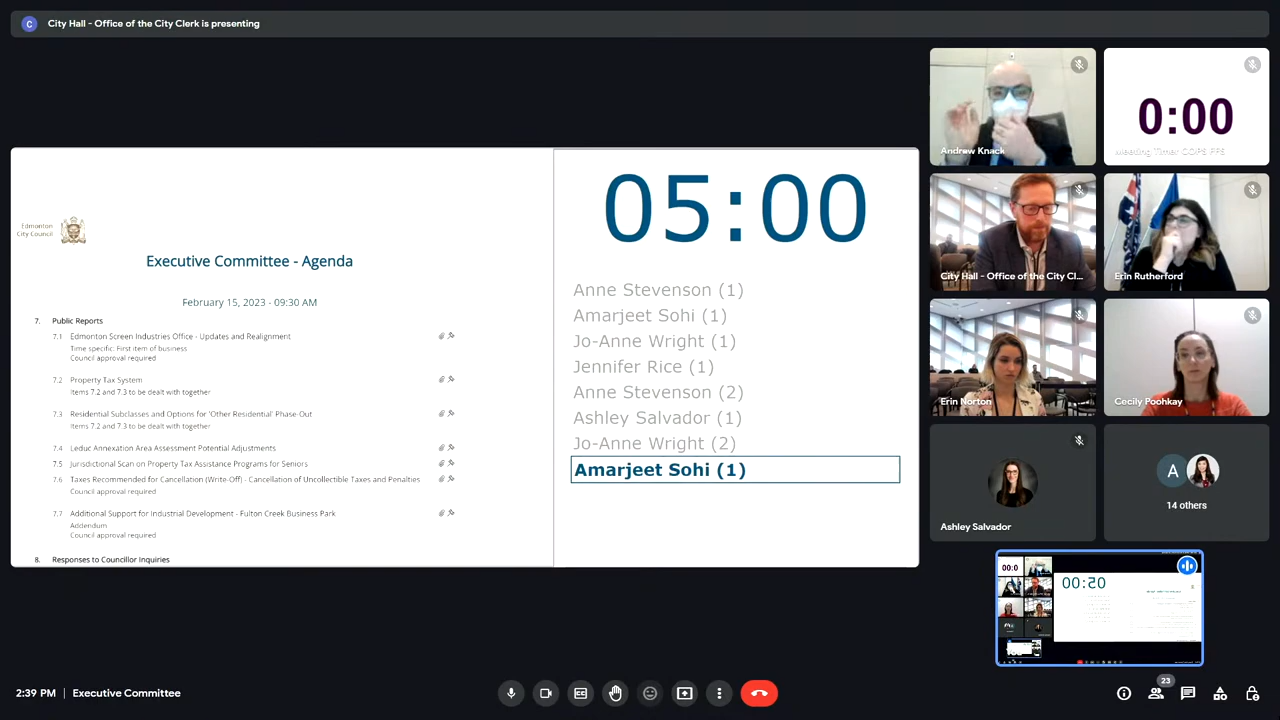 C City Hall - Office of the City Clerk is presenting
Edmonton
City Council
Executive Committee - Agenda
February 15, 2023 - 09:30 AM
7. Public Reports
7.1 Edmonton Screen Industries Office - Updates and Realignment
Time specific: First item of business
Council approval required
7.2 Property Tax System
Items 7.2 and 7.3 to be dealt with together
7.3 Residential Subclasses and Options for 'Other Residential' Phase-Out
Items 7.2 and 7.3 to be dealt with together
7.4 Leduc Annexation Area Assessment Potential Adjustments
7.5 Jurisdictional Scan on Property Tax Assistance Programs for Seniors
7.6 Taxes Recommended for Cancellation (Write-Off) - Cancellation of Uncollectible Taxes and Penalties
Council approval required
7.7 Additional Support for Industrial Development - Fulton Creek Business Park
Addendum
Council approval required
8. Responses to Councillor Inquiries
05:00
Anne Stevenson (1)
Amarjeet Sohi (1)
Jo-Anne Wright (1)
Jennifer Rice (1)
Anne Stevenson (2)
Ashley Salvador (1)
Jo-Anne Wright (2)
Amarjeet Sohi (1)
Andrew Knack
0:00
Meeting Timer COPS PPS
City Hall - Office of the City Cl...
Erin Rutherford
Erin Norton
Cecily Poohkay
Ashley Salvador
A
14 others
00:0
05:00
2:39 PM | Executive Committee
23